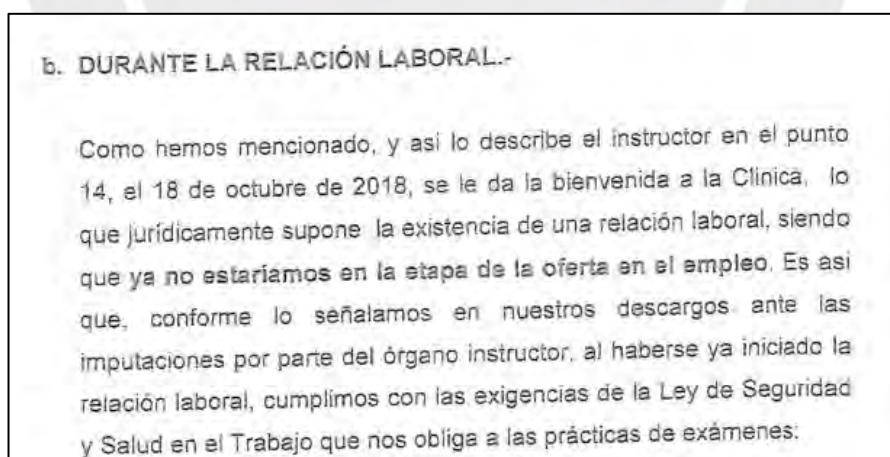 b. DURANTE LA RELACIÓN LABORAL.-
Como hemos mencionado, y asi lo describe el instructor en el punto
14, el 18 de octubre de 2018, se le da la bienvenida a la Clinica, lo
que jurídicamente supone la existencia de una relación laboral, siendo
que ya no estaríamos en la etapa de la oferta en el empleo. Es asi
que, conforme lo señalamos en nuestros descargos ante las
imputaciones por parte del órgano instructor, al haberse ya iniciado la
relación laboral, cumplimos con las exigencias de la Ley de Seguridad
y Salud en el Trabajo que nos obliga a las prácticas de exámenes: